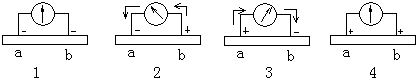 - - - + + - + +
a b a b a b a b
1 2 3 4